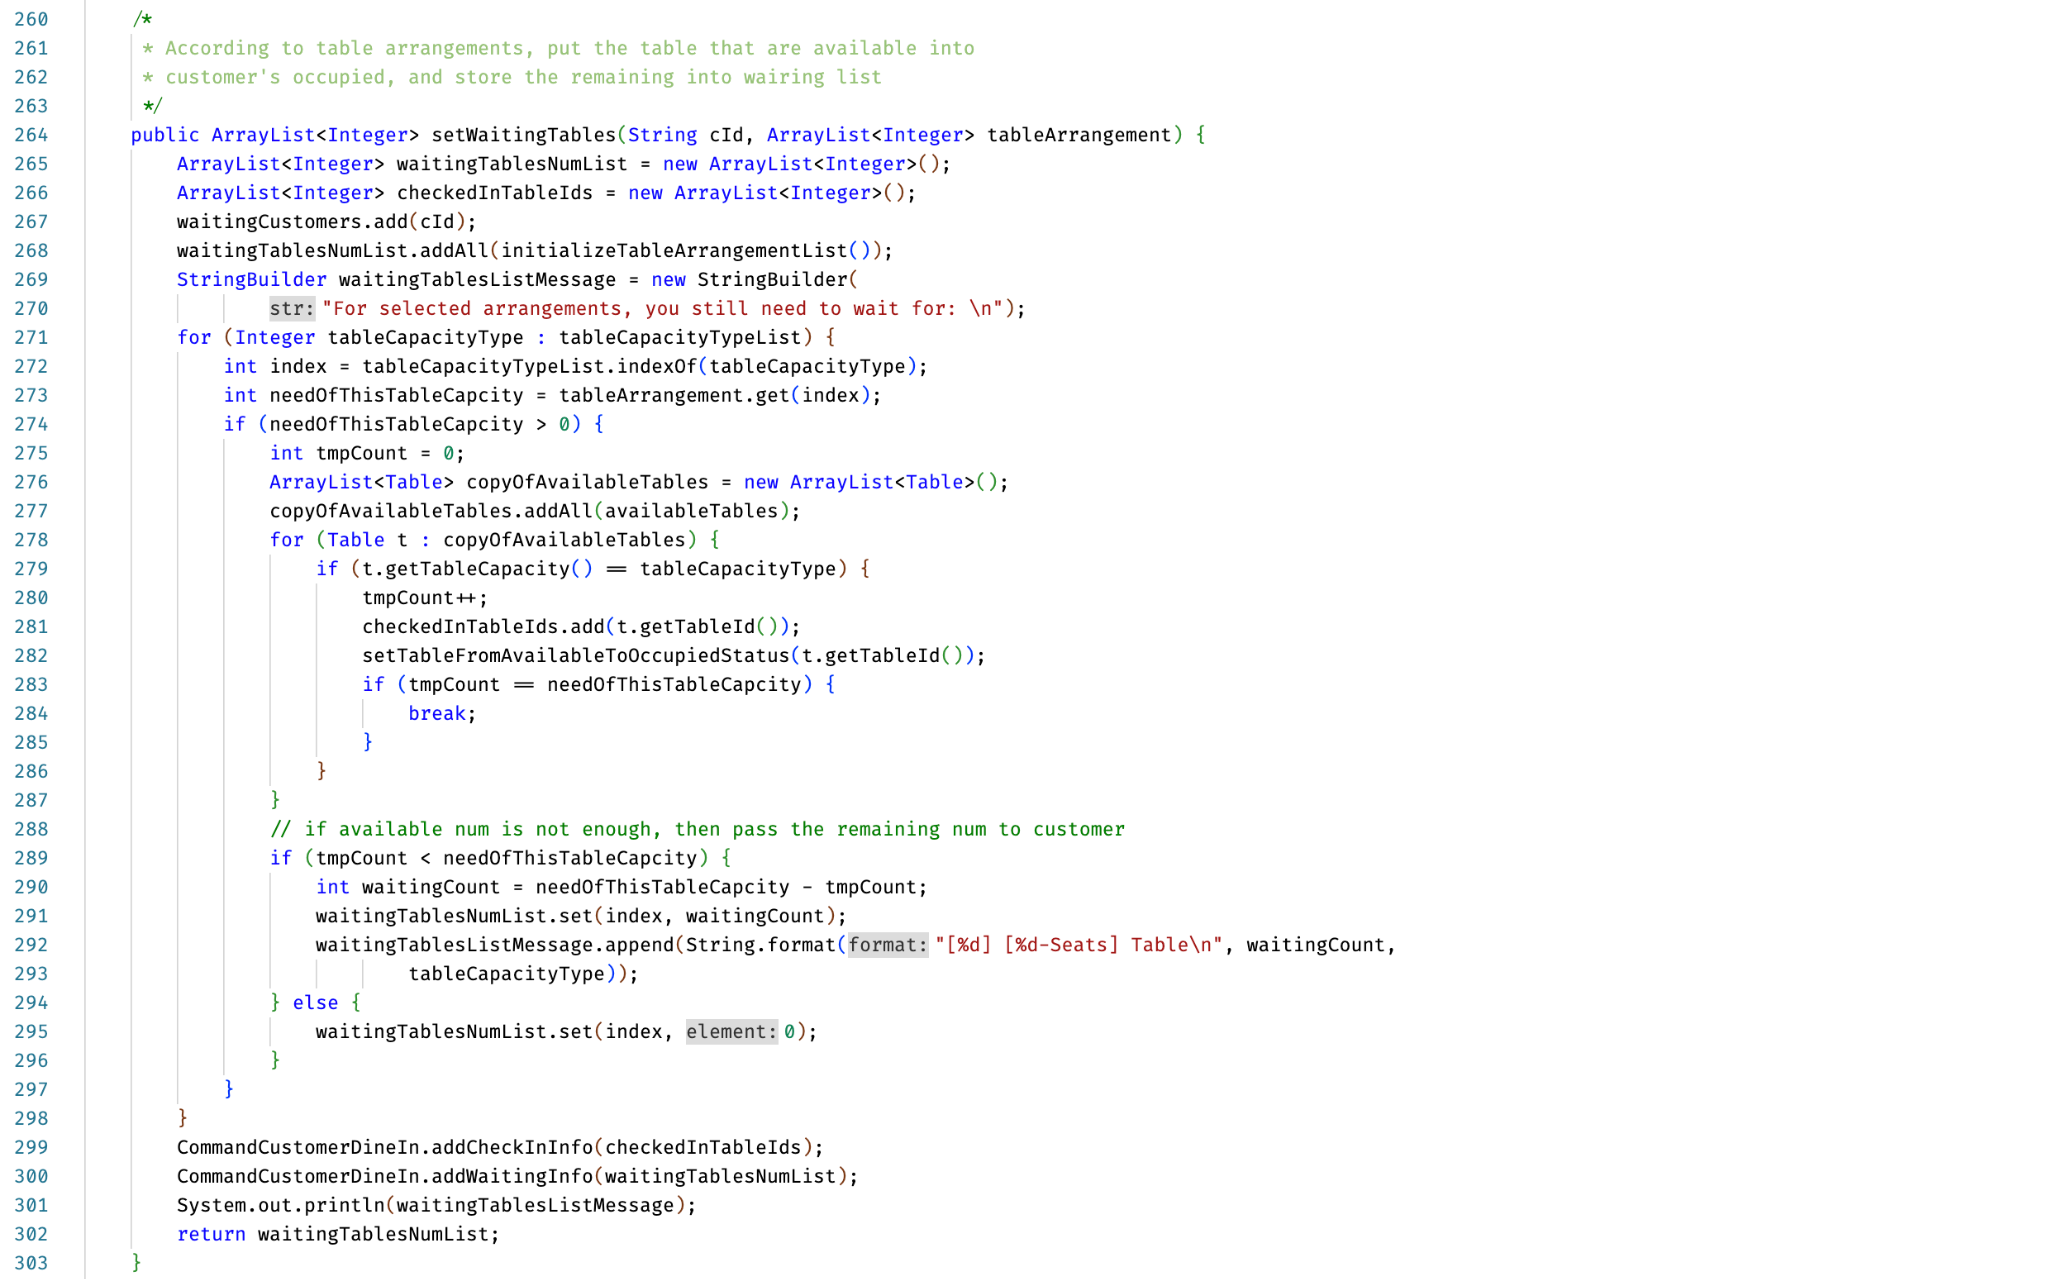 260 /*
261 * According to table arrangements, put the table that are available into
262 * customer's occupied, and store the remaining into wairing list
263 */
264 public ArrayList<Integer> setWaitingTables(String cId, ArrayList<Integer> tableArrangement) {
265 ArrayList<Integer> waitingTablesNumList = new ArrayList<Integer>();
266 ArrayList<Integer> checkedInTableIds = new ArrayList<Integer>();
267 waitingCustomers.add(cId);
268 waitingTablesNumList.addAll(initializeTableArrangementList());
269 StringBuilder waitingTablesListMessage = new StringBuilder(
270 str: "For selected arrangements, you still need to wait for: \n");
271 for (Integer tableCapacityType : tableCapacityTypeList) {
272 int index = tableCapacityTypeList.indexOf(tableCapacityType);
273 int needOfThisTableCapcity = tableArrangement.get(index);
274 if (needOfThisTableCapcity > 0) {
275 int tmpCount = 0;
276 ArrayList<Table> copyOfAvailableTables = new ArrayList<Table>();
277 copyOfAvailableTables.addAll(availableTables);
278 for (Table t : copyOfAvailableTables) {
279 if (t.getTableCapacity() == tableCapacityType) {
280 tmpCount++;
281 checkedInTableIds.add(t.getTableId());
282 setTableFromAvailableToOccupiedStatus(t.getTableId());
283 if (tmpCount == needOfThisTableCapcity) {
284 break;
285 }
286 }
287 }
288 // if available num is not enough, then pass the remaining num to customer
289 if (tmpCount < needOfThisTableCapcity) {
290 int waitingCount = needOfThisTableCapcity - tmpCount;
291 waitingTablesNumList.set(index, waitingCount);
292 waitingTablesListMessage.append(String.format(format: "[%d] [%d-Seats] Table\n", waitingCount,
293 tableCapacityType));
294 } else {
295 waitingTablesNumList.set(index, element: 0);
296 }
297 }
298 }
299 CommandCustomerDineIn.addCheckInInfo(checkedInTableIds);
300 CommandCustomerDineIn.addWaitingInfo(waitingTablesNumList);
301 System.out.println(waitingTablesListMessage);
302 return waitingTablesNumList;
303 }